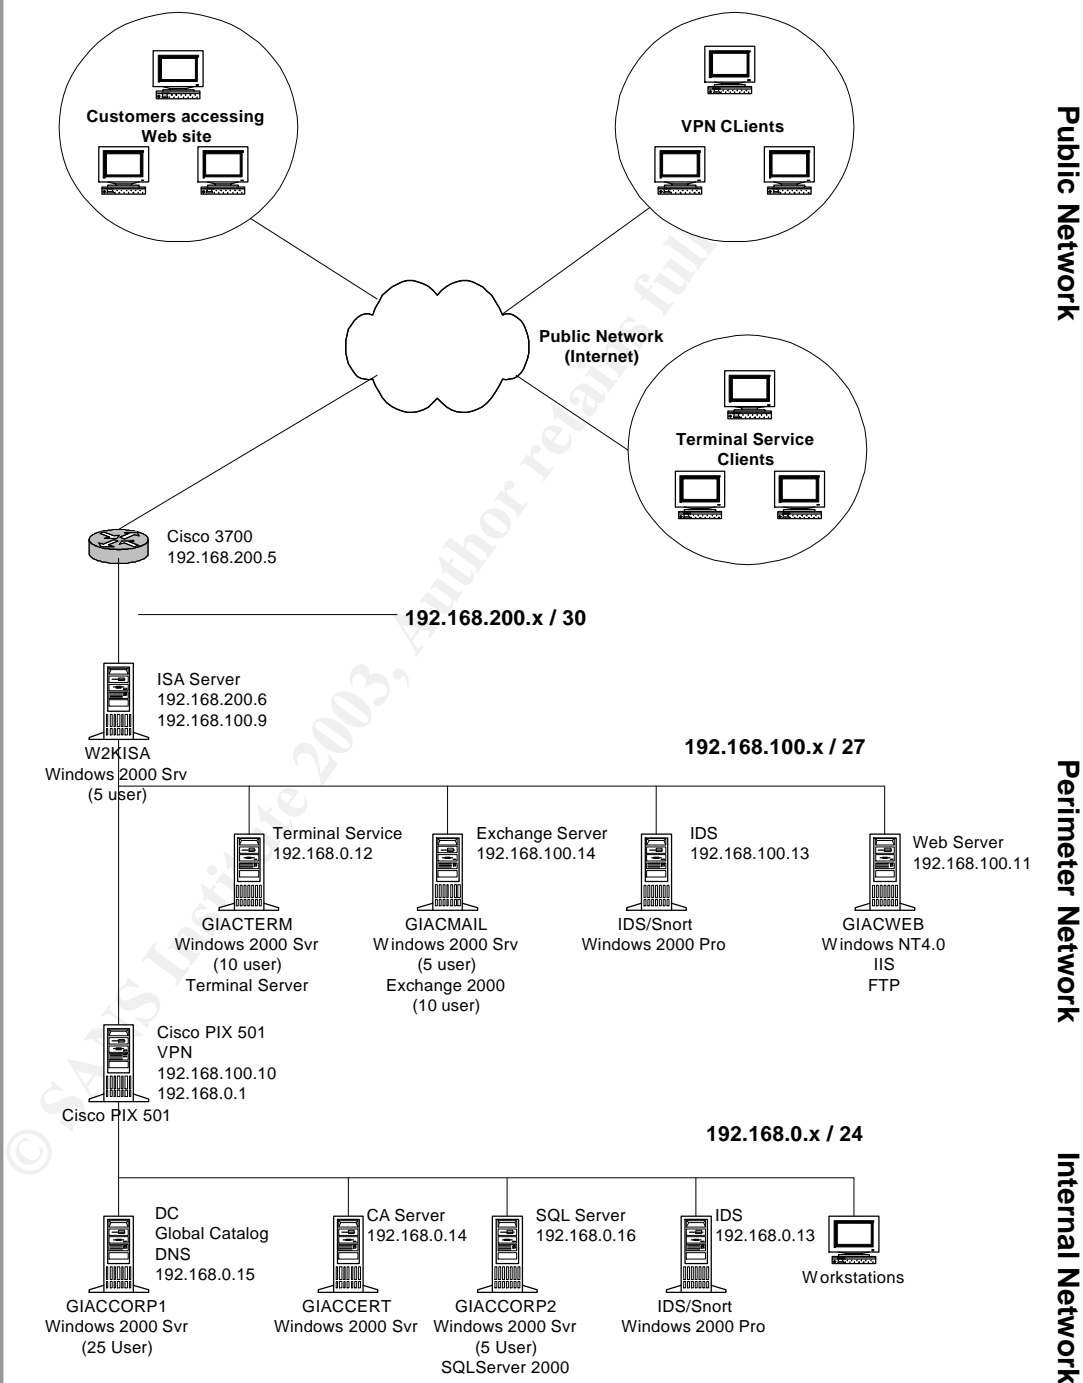 Customers accessing
Web site
VPN CLients
Public Network
Public Network
(Internet)
Terminal Service
Clients
Cisco 3700
192.168.200.5
192.168.200.x / 30
ISA Server
192.168.200.6
192.168.100.9
W2KISA
Windows 2000 Srv
(5 user)
192.168.100.x / 27
Perimeter Network
Terminal Service
192.168.0.12
GIACTERM
Windows 2000 Svr
(10 user)
Terminal Server
Exchange Server
192.168.100.14
GIACMAIL
Windows 2000 Srv
(5 user)
Exchange 2000
(10 user)
IDS
192.168.100.13
IDS/Snort
Windows 2000 Pro
Web Server
192.168.100.11
GIACWEB
Windows NT4.0
IIS
FTP
Cisco PIX 501
VPN
192.168.100.10
192.168.0.1
Cisco PIX 501
192.168.0.x / 24
Internal Network
DC
Global Catalog
DNS
192.168.0.15
GIACCORP1
Windows 2000 Svr
(25 User)
CA Server
192.168.0.14
GIACCERT
Windows 2000 Svr
SQL Server
192.168.0.16
GIACCORP2
Windows 2000 Svr
(5 User)
SQLServer 2000
IDS
192.168.0.13
IDS/Snort
Windows 2000 Pro
Workstations
© SANS Institute 2003, Author retains full